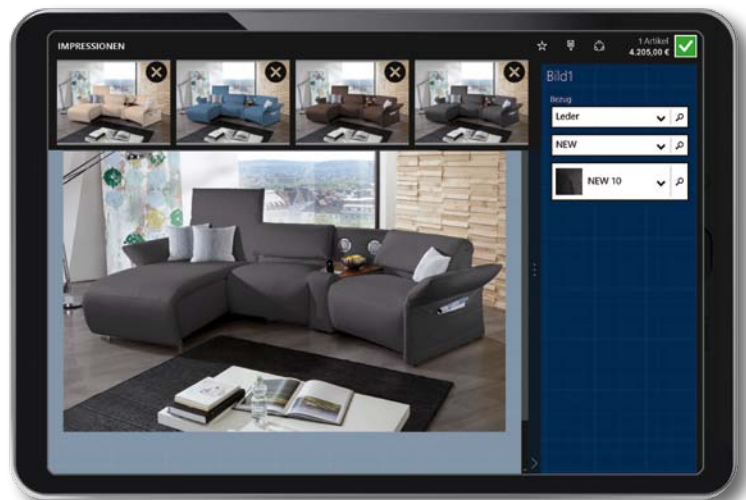 IMPRESSIONEN
1 Artikel
4.205,00 €
Bild1
Bezug
Leder
NEW
NEW 10